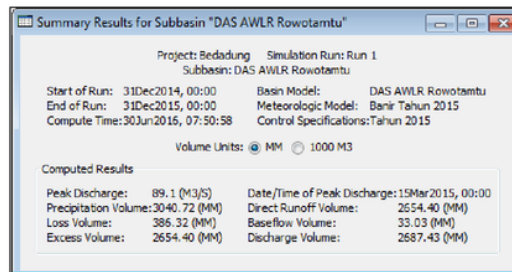 Summary Results for Subbasin "DAS AWLR Rowotamtu"
Project: Bedadung Simulation Run: Run 1
Subbasin: DAS AWLR Rowotamtu
Start of Run: 31Dec2014, 00:00 Basin Model: DAS AWLR Rowotamtu
End of Run: 31Dec2015, 00:00 Meteorologic Model: Banir Tahun 2015
Compute Time:30Jun2016, 07:50:58 Control Specifications:Tahun 2015
Volume Units: MM 1000 M3
Computed Results
Peak Discharge: 89.1 (M3/S) Date/Time of Peak Discharge:15Mar2015, 00:00
Precipitation Volume:3040.72 (MM) Direct Runoff Volume: 2654.40 (MM)
Loss Volume: 386.32 (MM) Baseflow Volume: 33.03 (MM)
Excess Volume: 2654.40 (MM) Discharge Volume: 2687.43 (MM)